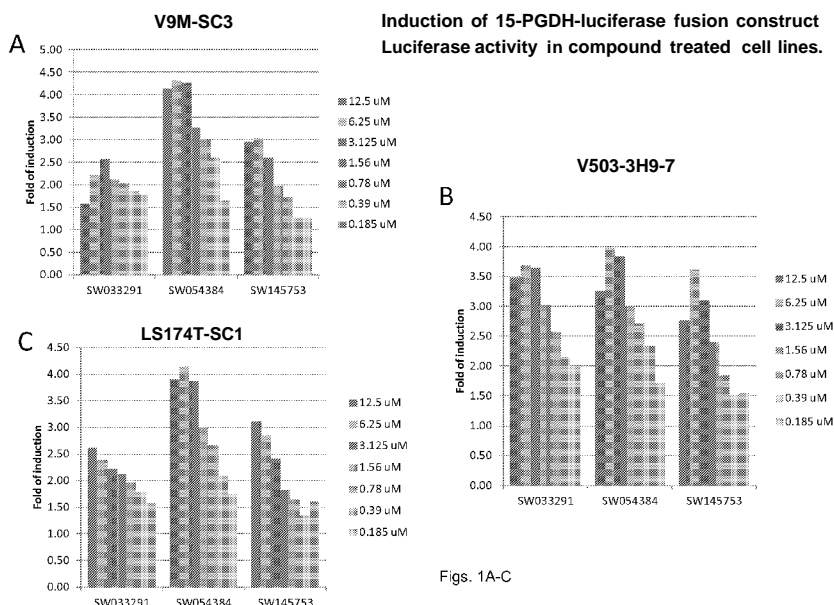 Induction of 15-PGDH-luciferase fusion construct
Luciferase activity in compound treated cell lines.
A
V9M-SC3
Fold of induction
5.00
4.50
4.00
3.50
3.00
2.50
2.00
1.50
1.00
0.50
0.00
SW033291
SW054384
SW145753
12.5 uM
6.25 uM
3.125 uM
1.56 uM
0.78 uM
0.39 uM
0.185 uM
B
V503-3H9-7
Fold of induction
4.50
4.00
3.50
3.00
2.50
2.00
1.50
1.00
0.50
0.00
SW033291
SW054384
SW145753
12.5 uM
6.25 uM
3.125 uM
1.56 uM
0.78 uM
0.39 uM
0.185 uM
C
LS174T-SC1
Fold of induction
4.50
4.00
3.50
3.00
2.50
2.00
1.50
1.00
0.50
0.00
SW033291
SW054384
SW145753
12.5 uM
6.25 uM
3.125 uM
1.56 uM
0.78 uM
0.39 uM
0.185 uM
Figs. 1A-C